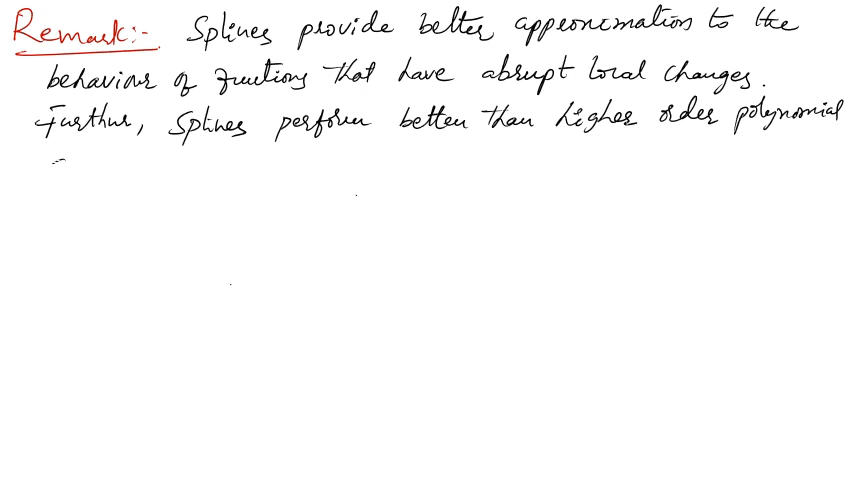 Remark:- Splines provide better approximation to the
behaviour of functions that have abrupt local changes.
Further, Splines perform better than higher order polynomial